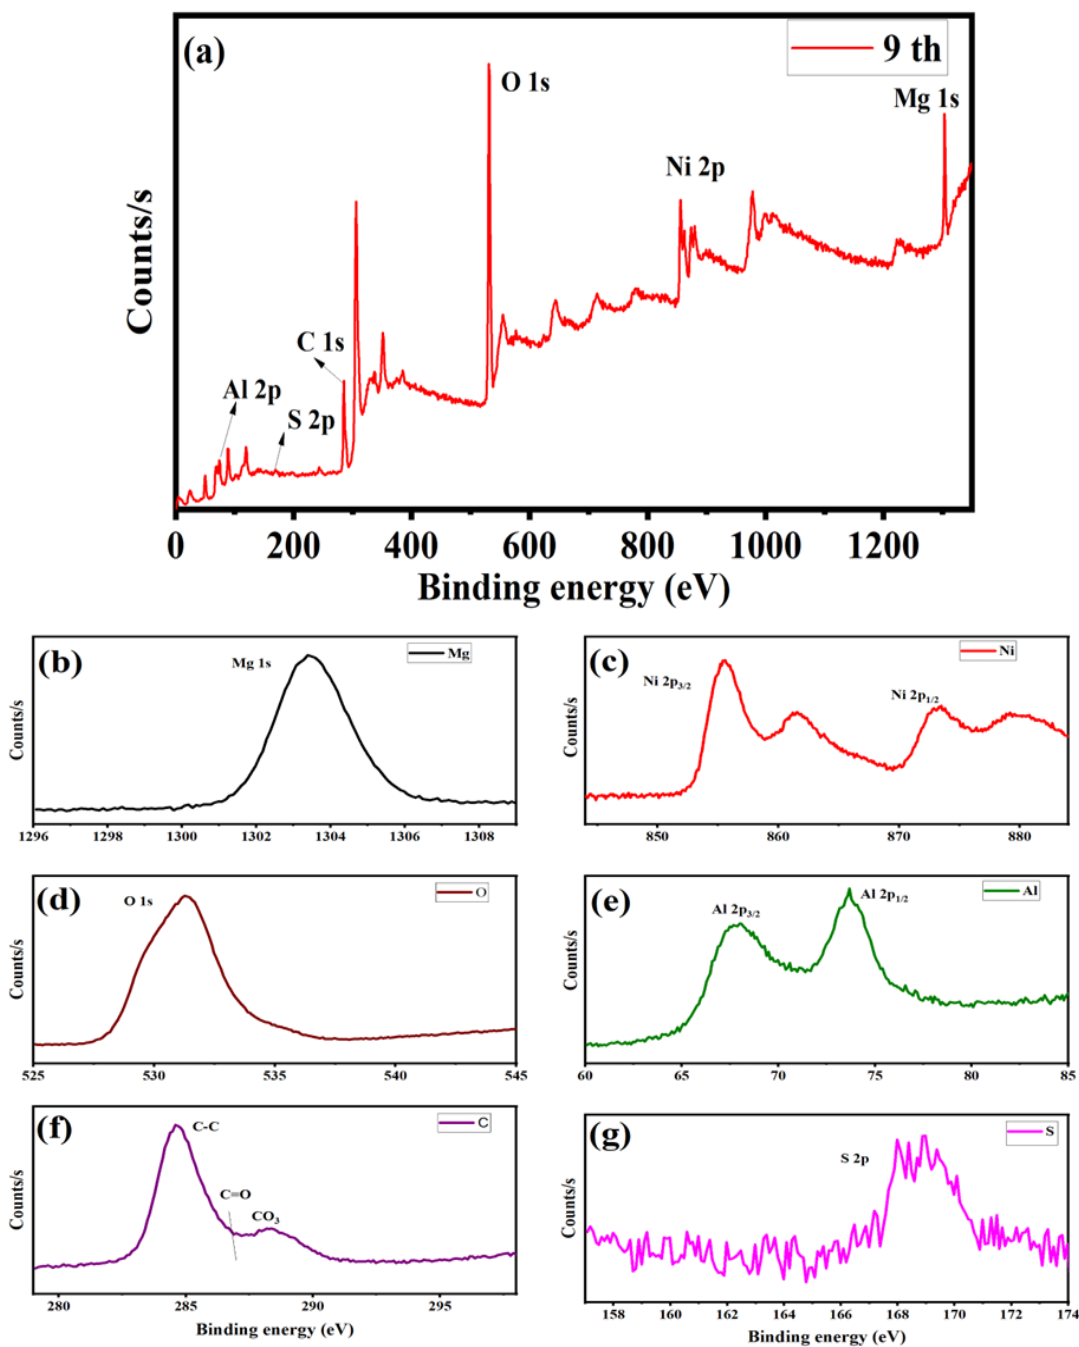 (a)
9 th
O 1s
Mg 1s
Ni 2p
C 1s
Al 2p
S 2p
Counts/s
0 200 400 600 800 1000 1200
Binding energy (eV)
(b)
Mg 1s
Mg
Counts/s
1296 1298 1300 1302 1304 1306 1308
(c)
Ni 2p3/2
Ni 2p1/2
Ni
Counts/s
850 860 870 880
(d)
O 1s
O
Counts/s
525 530 535 540 545
(e)
Al 2p3/2
Al 2p1/2
Al
Counts/s
60 65 70 75 80 85
(f)
C-C
C=O
CO3
C
Counts/s
280 285 290 295
Binding energy (eV)
(g)
S 2p
S
Counts/s
158 160 162 164 166 168 170 172 174
Binding energy (eV)